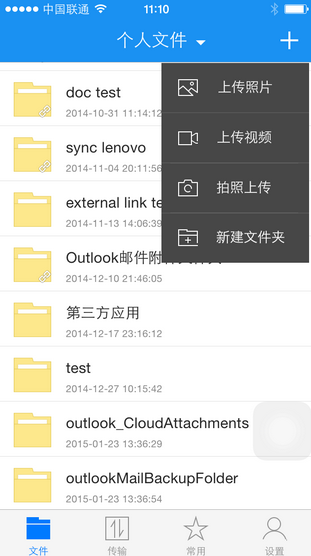 中国联通
11:10
个人文件
doc test
2014-10-31 11:14:12
sync lenovo
2014-11-04 20:11:56
external link te
2014-11-13 14:06:39
Outlook邮件附
2014-12-10 21:46:05
第三方应用
2014-12-17 23:16:12
test
2014-12-27 10:15:42
outlook_CloudAttachments
2015-01-23 13:36:29
outlookMailBackupFolder
2015-01-23 13:36:54
上传照片
上传视频
拍照上传
新建文件夹
文件
传输
常用
设置